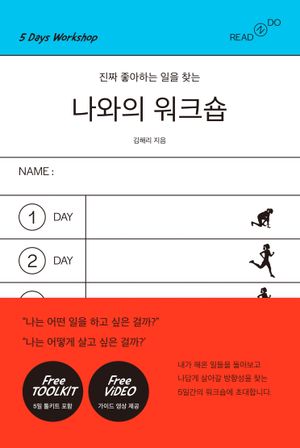 5 Days Workshop
READ N DO
진짜 좋아하는 일을 찾는
나와의 워크숍
김해리 지음
NAME :
1 DAY
2 DAY
“나는 어떤 일을 하고 싶은 걸까?”
“나는 어떻게 살고 싶은 걸까?’
Free TOOLKIT
5일 툴키트 포함
Free ViDEO
가이드 영상 제공
내가 해온 일들을 돌아보고
나답게 살아갈 방향성을 찾는
5일간의 워크숍에 초대합니다.